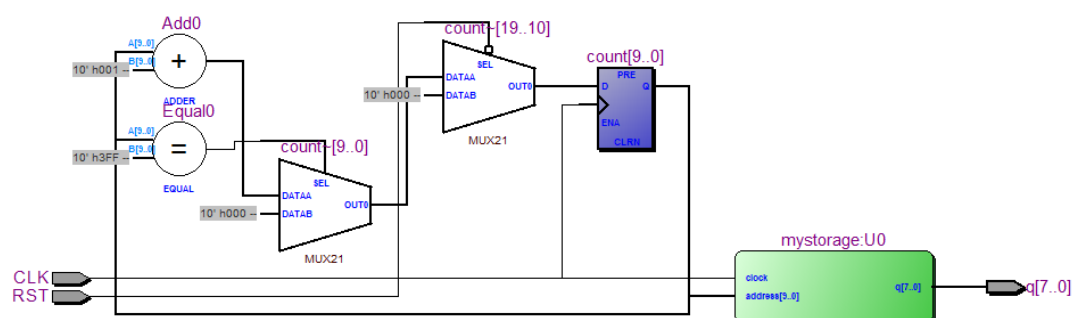 Add0
A[9..0]
B[9..0]
10' h001 --
+
ADDER
Equal0
A[9..0]
B[9..0]
10' h3FF --
=
EQUAL
count~[9..0]
SEL
DATAA
OUT0
10' h000 --
DATAB
MUX21
count~[19..10]
SEL
DATAA
OUT0
10' h000 --
DATAB
MUX21
count[9..0]
PRE
D
Q
ENA
CLRN
mystorage:U0
clock
address[9..0]
q[7..0]
CLK
RST
q[7..0]